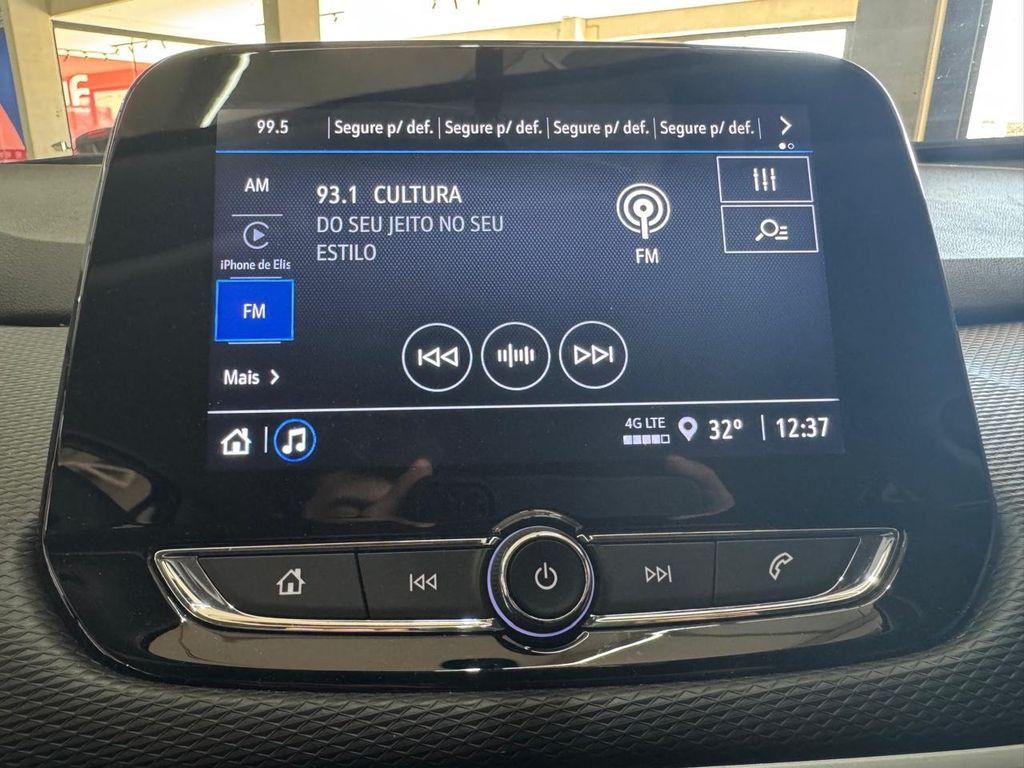 99.5 Segure p/ def. Segure p/ def. Segure p/ def. Segure p/ def.
AM
93.1 CULTURA
DO SEU JEITO NO SEU
ESTILO
FM
iPhone de Elis
FM
Mais
4G LTE 32° 12:37